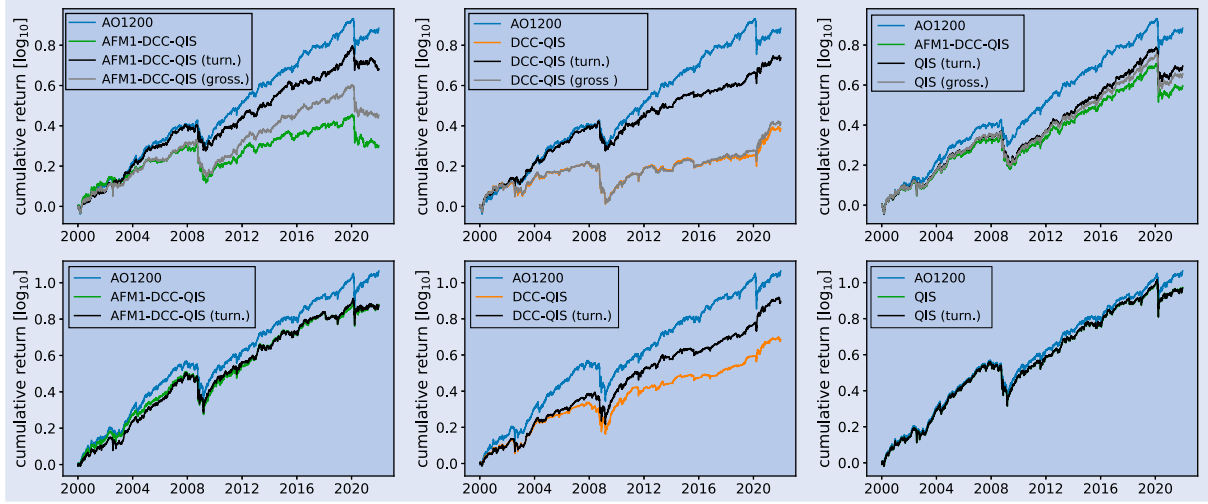 cumulative return [log₁₀]
AO1200
AFM1-DCC-QIS
AFM1-DCC-QIS (turn.)
AFM1-DCC-QIS (gross.)
0.8
0.6
0.4
0.2
0.0
2000 2004 2008 2012 2016 2020
cumulative return [log₁₀]
AO1200
DCC-QIS
DCC-QIS (turn.)
DCC-QIS (gross )
0.8
0.6
0.4
0.2
0.0
2000 2004 2008 2012 2016 2020
cumulative return [log₁₀]
AO1200
AFM1-DCC-QIS
QIS (turn.)
QIS (gross.)
0.8
0.6
0.4
0.2
0.0
2000 2004 2008 2012 2016 2020
cumulative return [log₁₀]
AO1200
AFM1-DCC-QIS
AFM1-DCC-QIS (turn.)
1.0
0.8
0.6
0.4
0.2
0.0
2000 2004 2008 2012 2016 2020
cumulative return [log₁₀]
AO1200
DCC-QIS
DCC-QIS (turn.)
1.0
0.8
0.6
0.4
0.2
0.0
2000 2004 2008 2012 2016 2020
cumulative return [log₁₀]
AO1200
QIS
QIS (turn.)
1.0
0.8
0.6
0.4
0.2
0.0
2000 2004 2008 2012 2016 2020